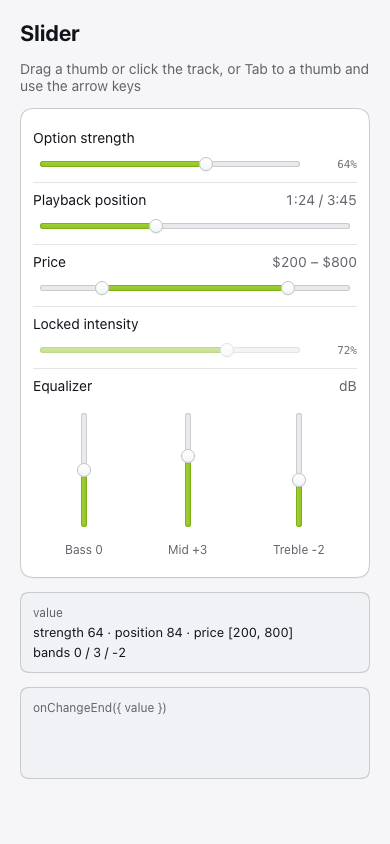 Slider
Drag a thumb or click the track, or Tab to a thumb and
use the arrow keys
Option strength
64%
Playback position 1:24 / 3:45
Price $200 – $800
Locked intensity
72%
Equalizer dB
Bass 0 Mid +3 Treble -2
value
strength 64 · position 84 · price [200, 800]
bands 0 / 3 / -2
onChangeEnd({ value })